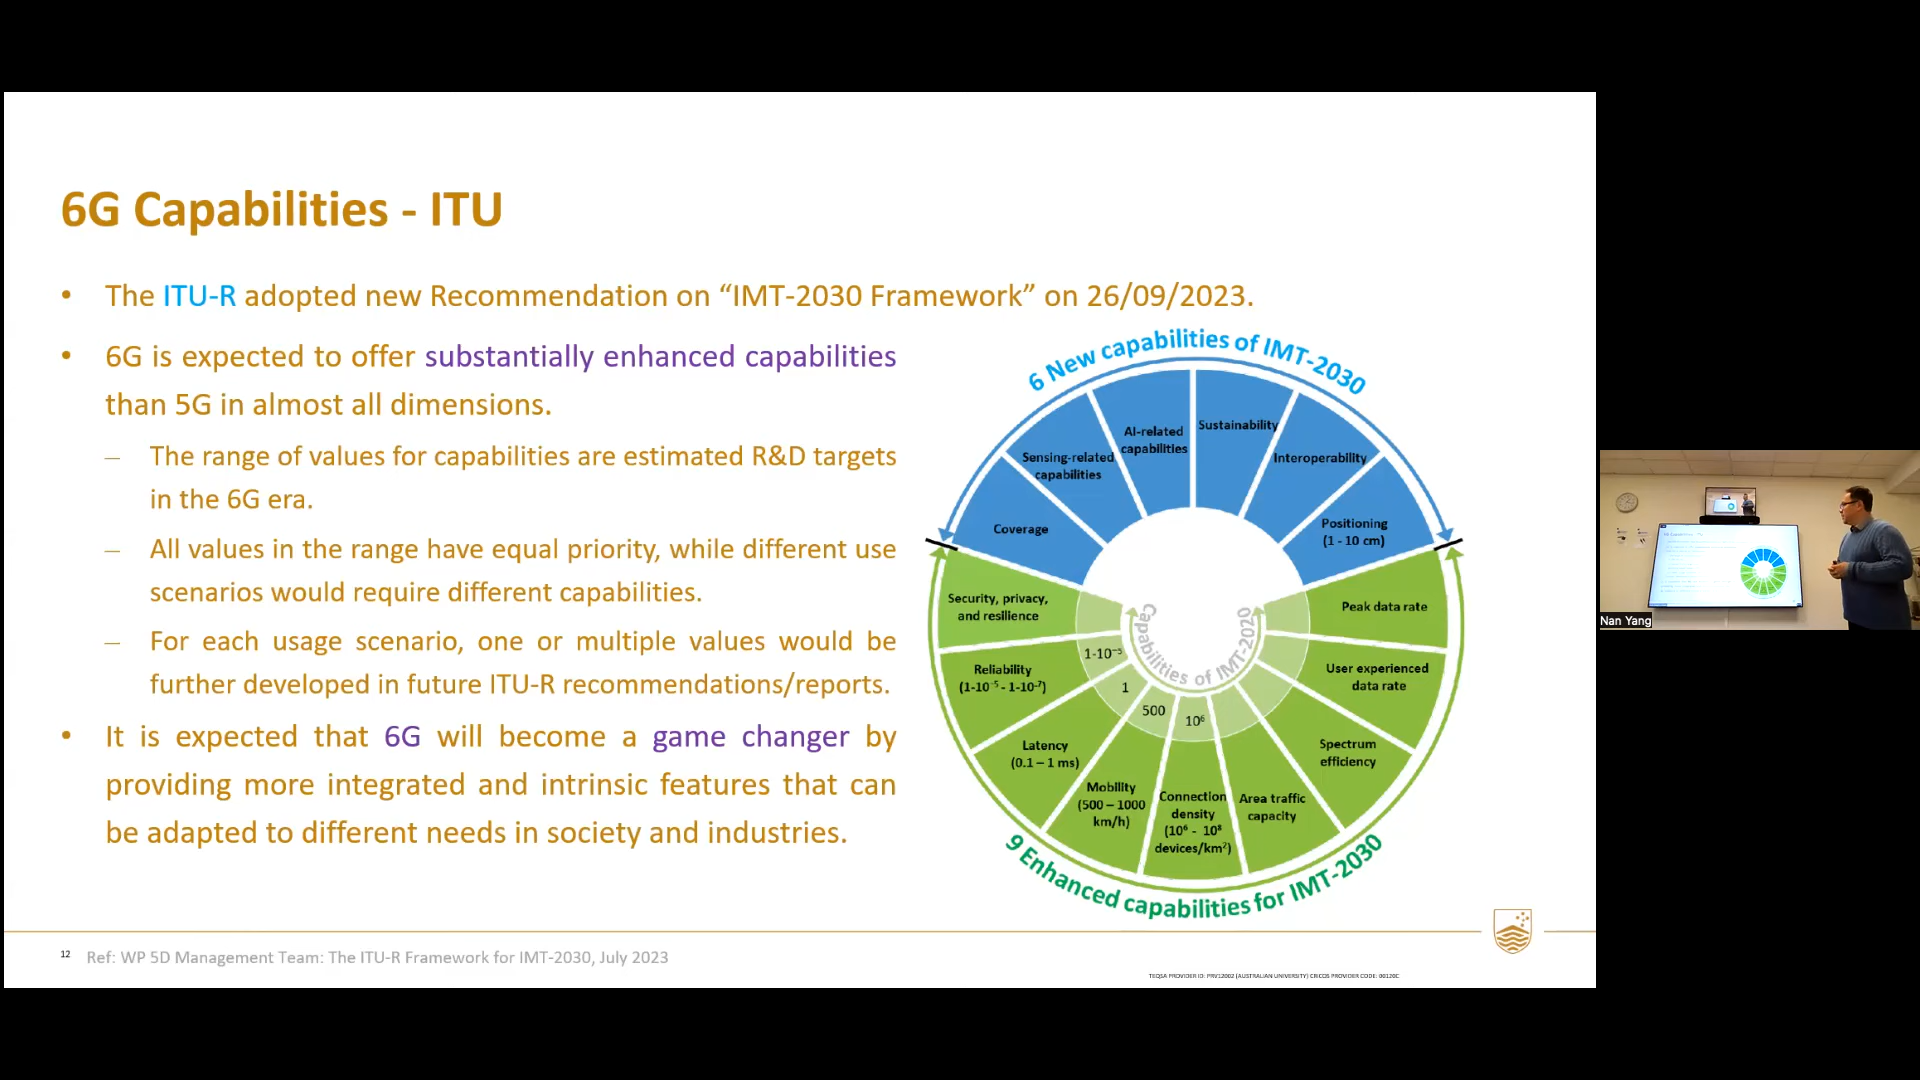 6G Capabilities - ITU
• The ITU-R adopted new Recommendation on “IMT-2030 Framework” on 26/09/2023.
• 6G is expected to offer substantially enhanced capabilities
than 5G in almost all dimensions.
– The range of values for capabilities are estimated R&D targets
in the 6G era.
– All values in the range have equal priority, while different use
scenarios would require different capabilities.
– For each usage scenario, one or multiple values would be
further developed in future ITU-R recommendations/reports.
• It is expected that 6G will become a game changer by
providing more integrated and intrinsic features that can
be adapted to different needs in society and industries.
6 New capabilities of IMT-2030
Coverage
Sensing-related
capabilities
AI-related
capabilities
Sustainability
Interoperability
Positioning
(1 - 10 cm)
Security, privacy,
and resilience
Reliability
(1-10⁻⁵ - 1-10⁻⁷)
Latency
(0.1 – 1 ms)
Mobility
(500 – 1000
km/h)
Connection
density
(10⁶ - 10⁸
devices/km²)
Area traffic
capacity
Spectrum
efficiency
User experienced
data rate
Peak data rate
1-10⁻⁵
1
500
10⁶
Capabilities of IMT-2020
9 Enhanced capabilities for IMT-2030
12 Ref: WP 5D Management Team: The ITU-R Framework for IMT-2030, July 2023
TEQSA PROVIDER ID: PRV12002 (AUSTRALIAN UNIVERSITY) CRICOS PROVIDER CODE: 00120C
Nan Yang